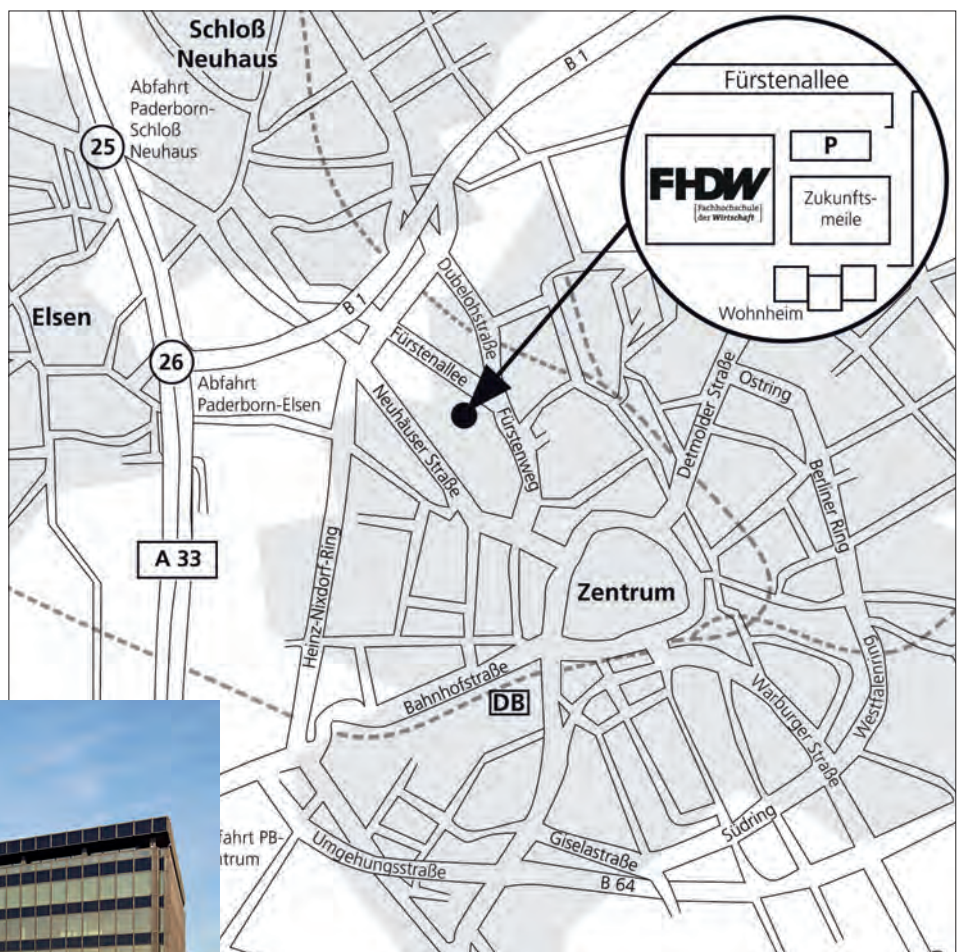 Schloß
Neuhaus
Abfahrt
Paderborn-
Schloß
Neuhaus
25
B 1
Fürstenallee
P
FHDW
Fachhochschule
der Wirtschaft
Zukunfts-
meile
Wohnheim
Elsen
26
B 1
Abfahrt
Paderborn-Elsen
Dubelohstraße
Fürstenallee
Neuhäuser Straße
Fürstenweg
Detmolder Straße
Ostring
Berliner Ring
A 33
Heinz-Nixdorf-Ring
Zentrum
Bahnhofstraße
DB
Westfalenring
Warburger Straße
Südring
fahrt PB-
ntrum
Umgehungsstraße
Giselastraße
B 64